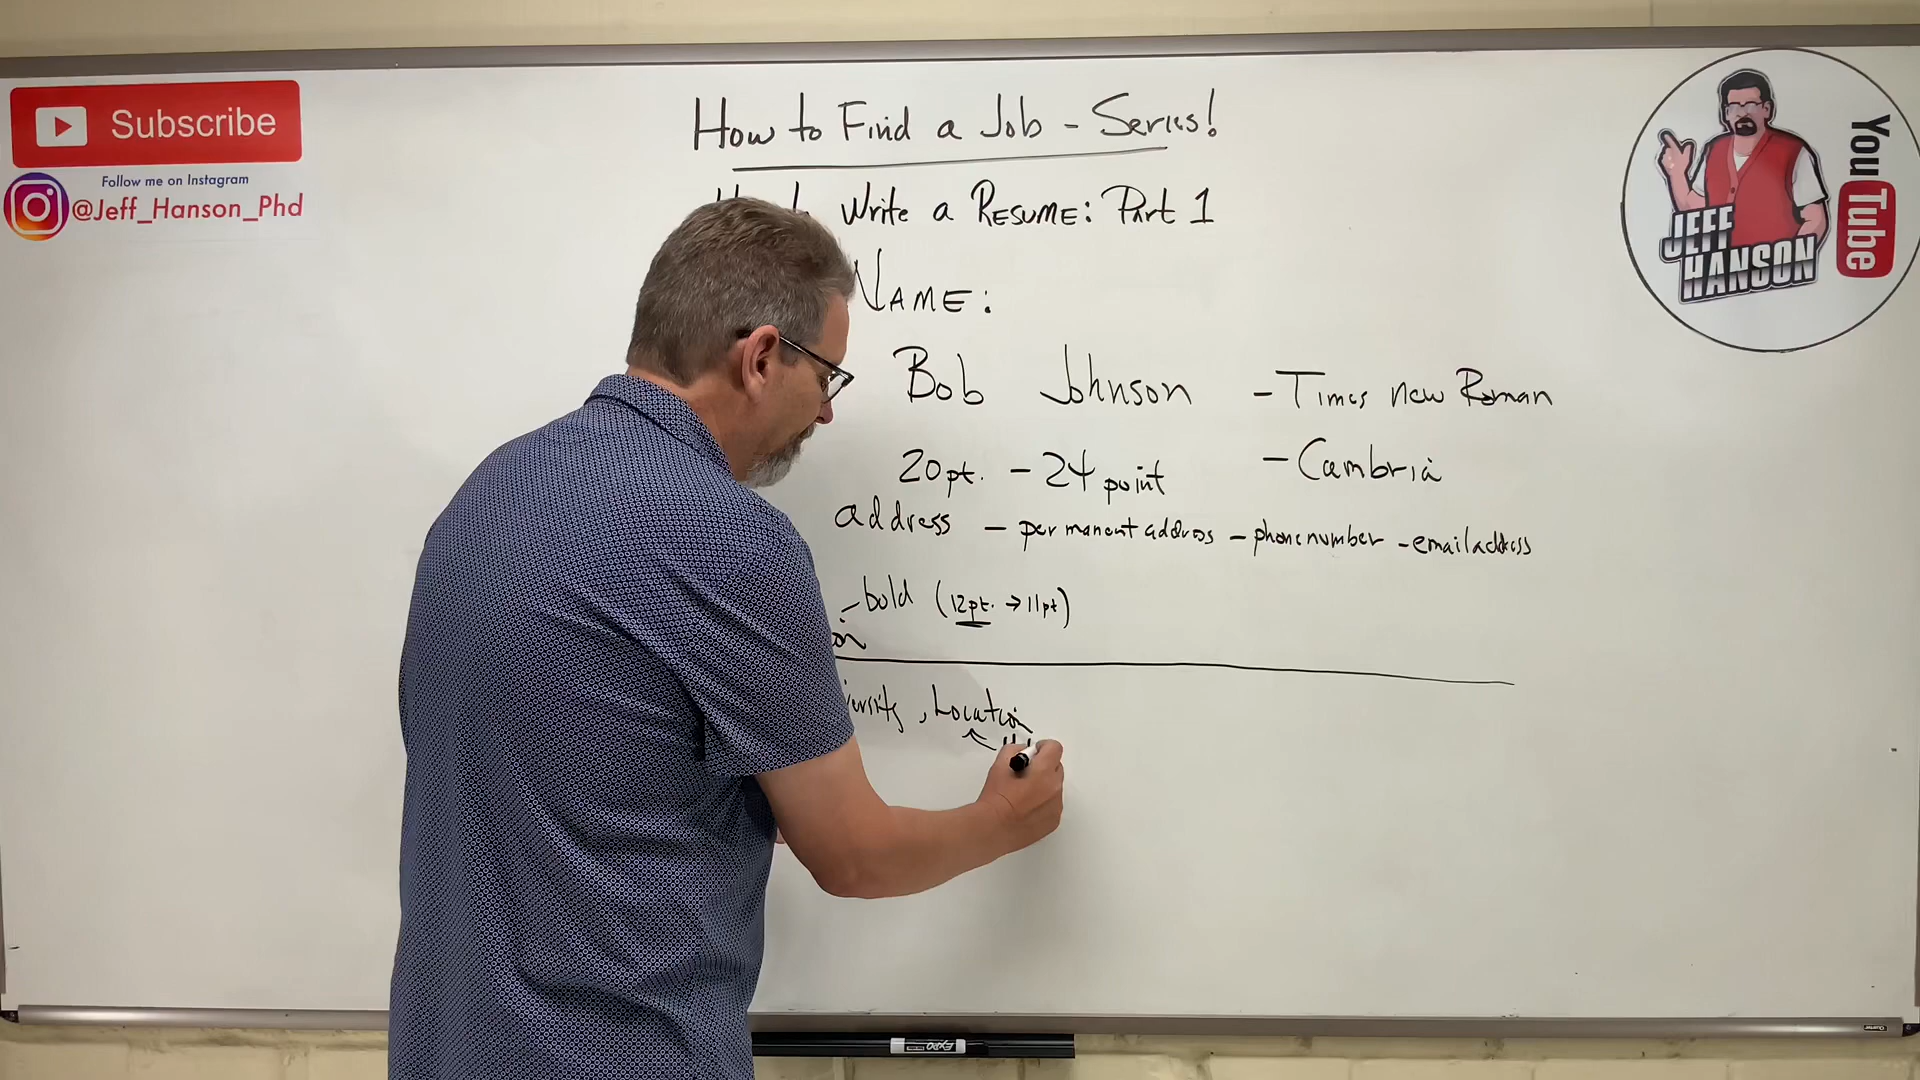 Subscribe
Follow me on Instagram
@Jeff_Hanson_Phd
How to Find a Job - Series!
Write a RESUME: Part 1
NAME:
Bob Johnson - Times new Roman
20pt. - 24 point - Cambria
address - permanent address - phone number - email address
- bold (12pt. → 11pt)
, Location
YouTube
JEFF
HANSON
EXPO